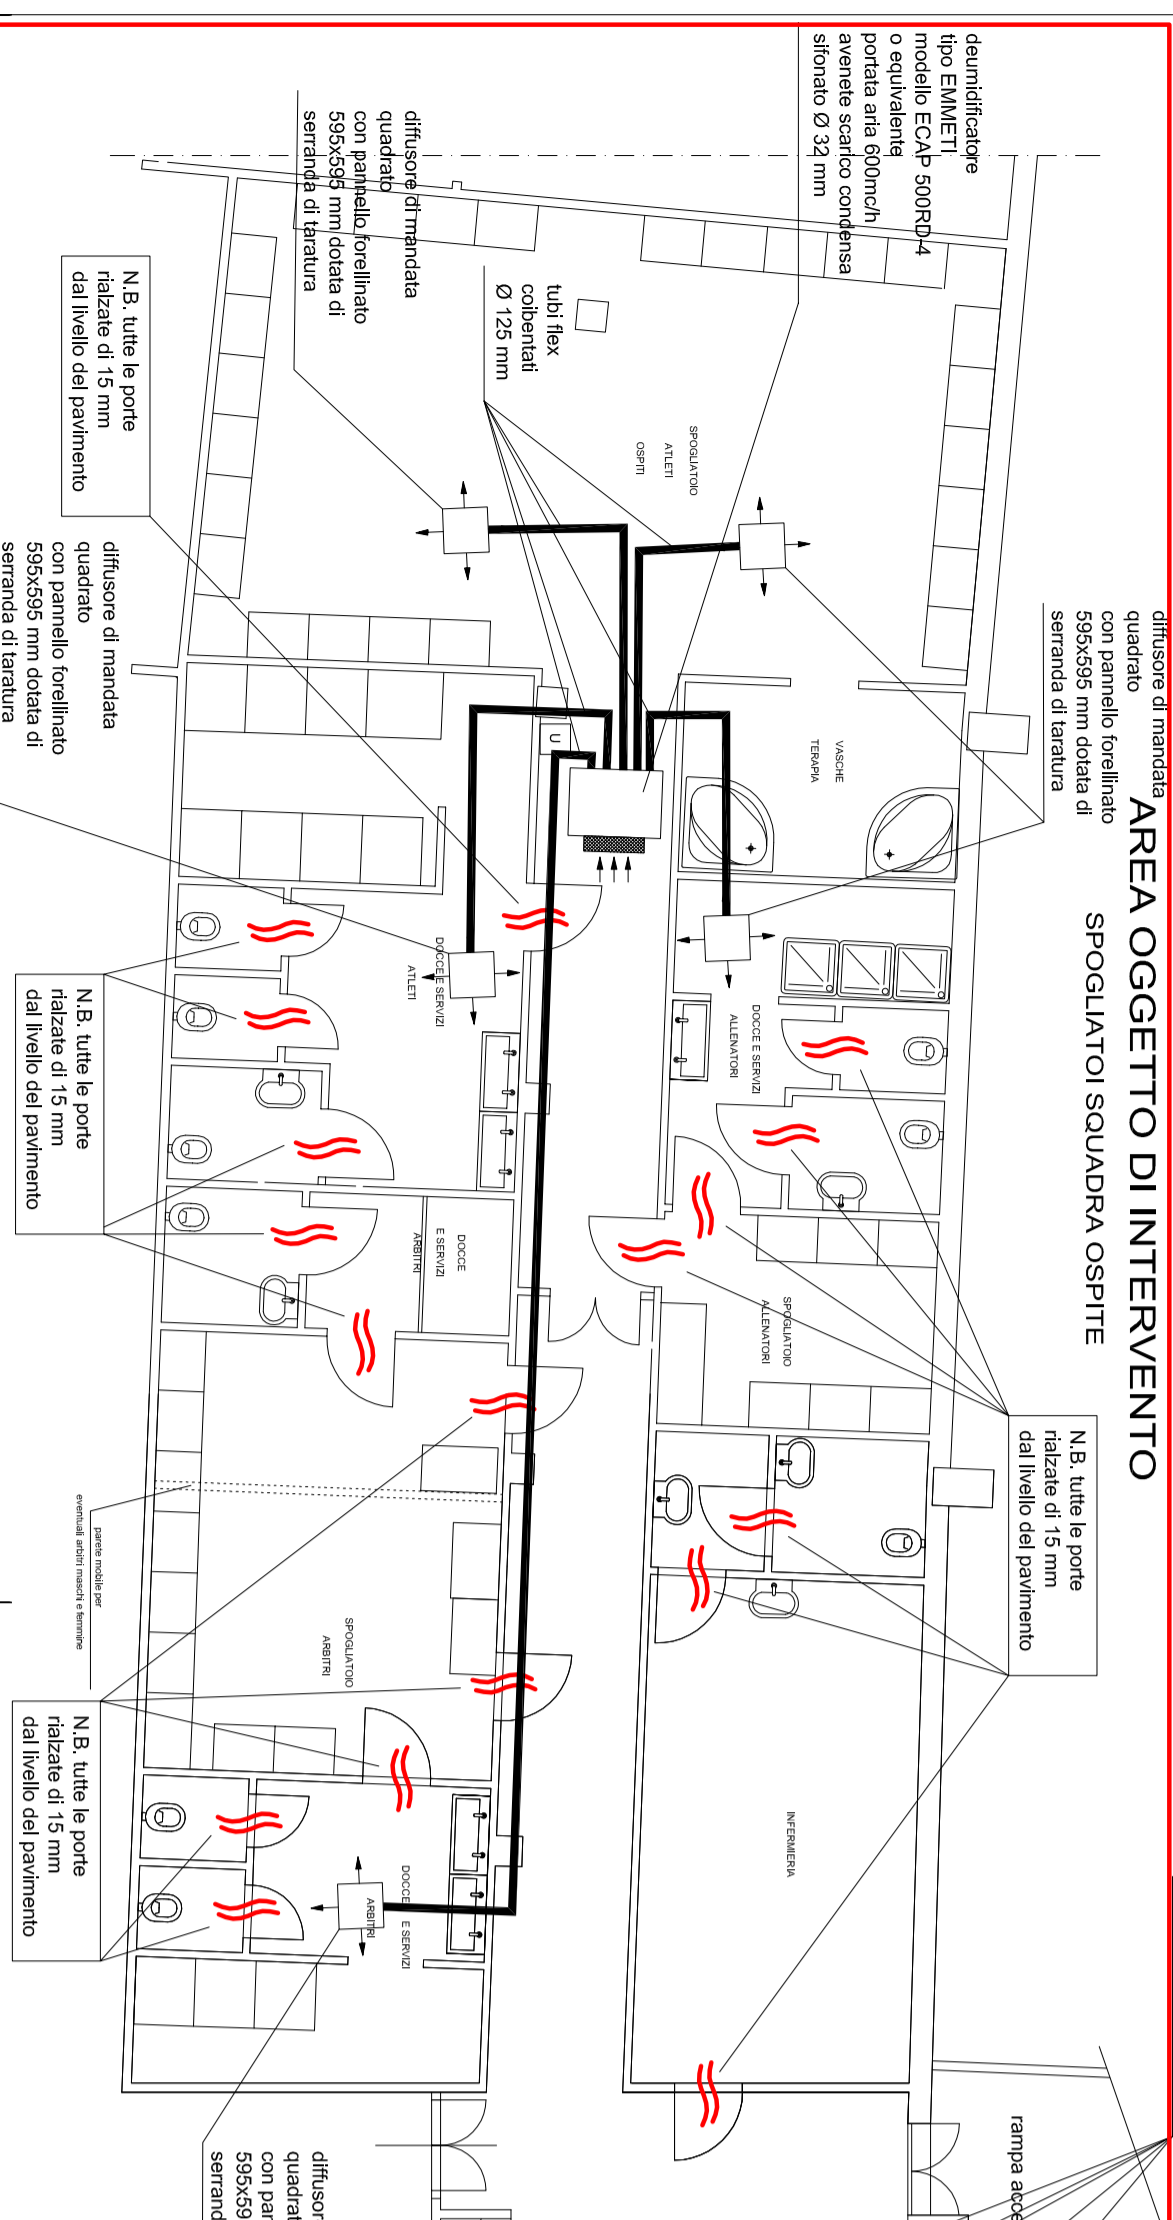 AREA OGGETTO DI INTERVENTO
SPOGLIATOI SQUADRA OSPITE
deumidificatore
tipo EMMETI
modello ECAP 500RD-4
o equivalente
portata aria 600mc/h
avenete scarico condensa
sifonato Ø 32 mm
diffusore di mandata
quadrato
con pannello forellinato
595x595 mm dotata di
serranda di taratura
tubi flex
coibentati
Ø 125 mm
diffusore di mandata
quadrato
con pannello forellinato
595x595 mm dotata di
serranda di taratura
N.B. tutte le porte
rialzate di 15 mm
dal livello del pavimento
SPOGLIATOIO
ATLETI
OSPITI
diffusore di mandata
quadrato
con pannello forellinato
595x595 mm dotata di
serranda di taratura
VASCHE
TERAPIA
U
DOCCE E SERVIZI
ALLENATORI
DOCCE E SERVIZI
ATLETI
N.B. tutte le porte
rialzate di 15 mm
dal livello del pavimento
DOCCE
E SERVIZI
ARBITRI
SPOGLIATOIO
ALLENATORI
N.B. tutte le porte
rialzate di 15 mm
dal livello del pavimento
parete mobile per
eventuali arbitri maschi e femmine
SPOGLIATOIO
ARBITRI
INFERMIERIA
N.B. tutte le porte
rialzate di 15 mm
dal livello del pavimento
DOCCE E SERVIZI
ARBITRI
rampa acce
diffusor
quadrat
con par
595x59
serrand